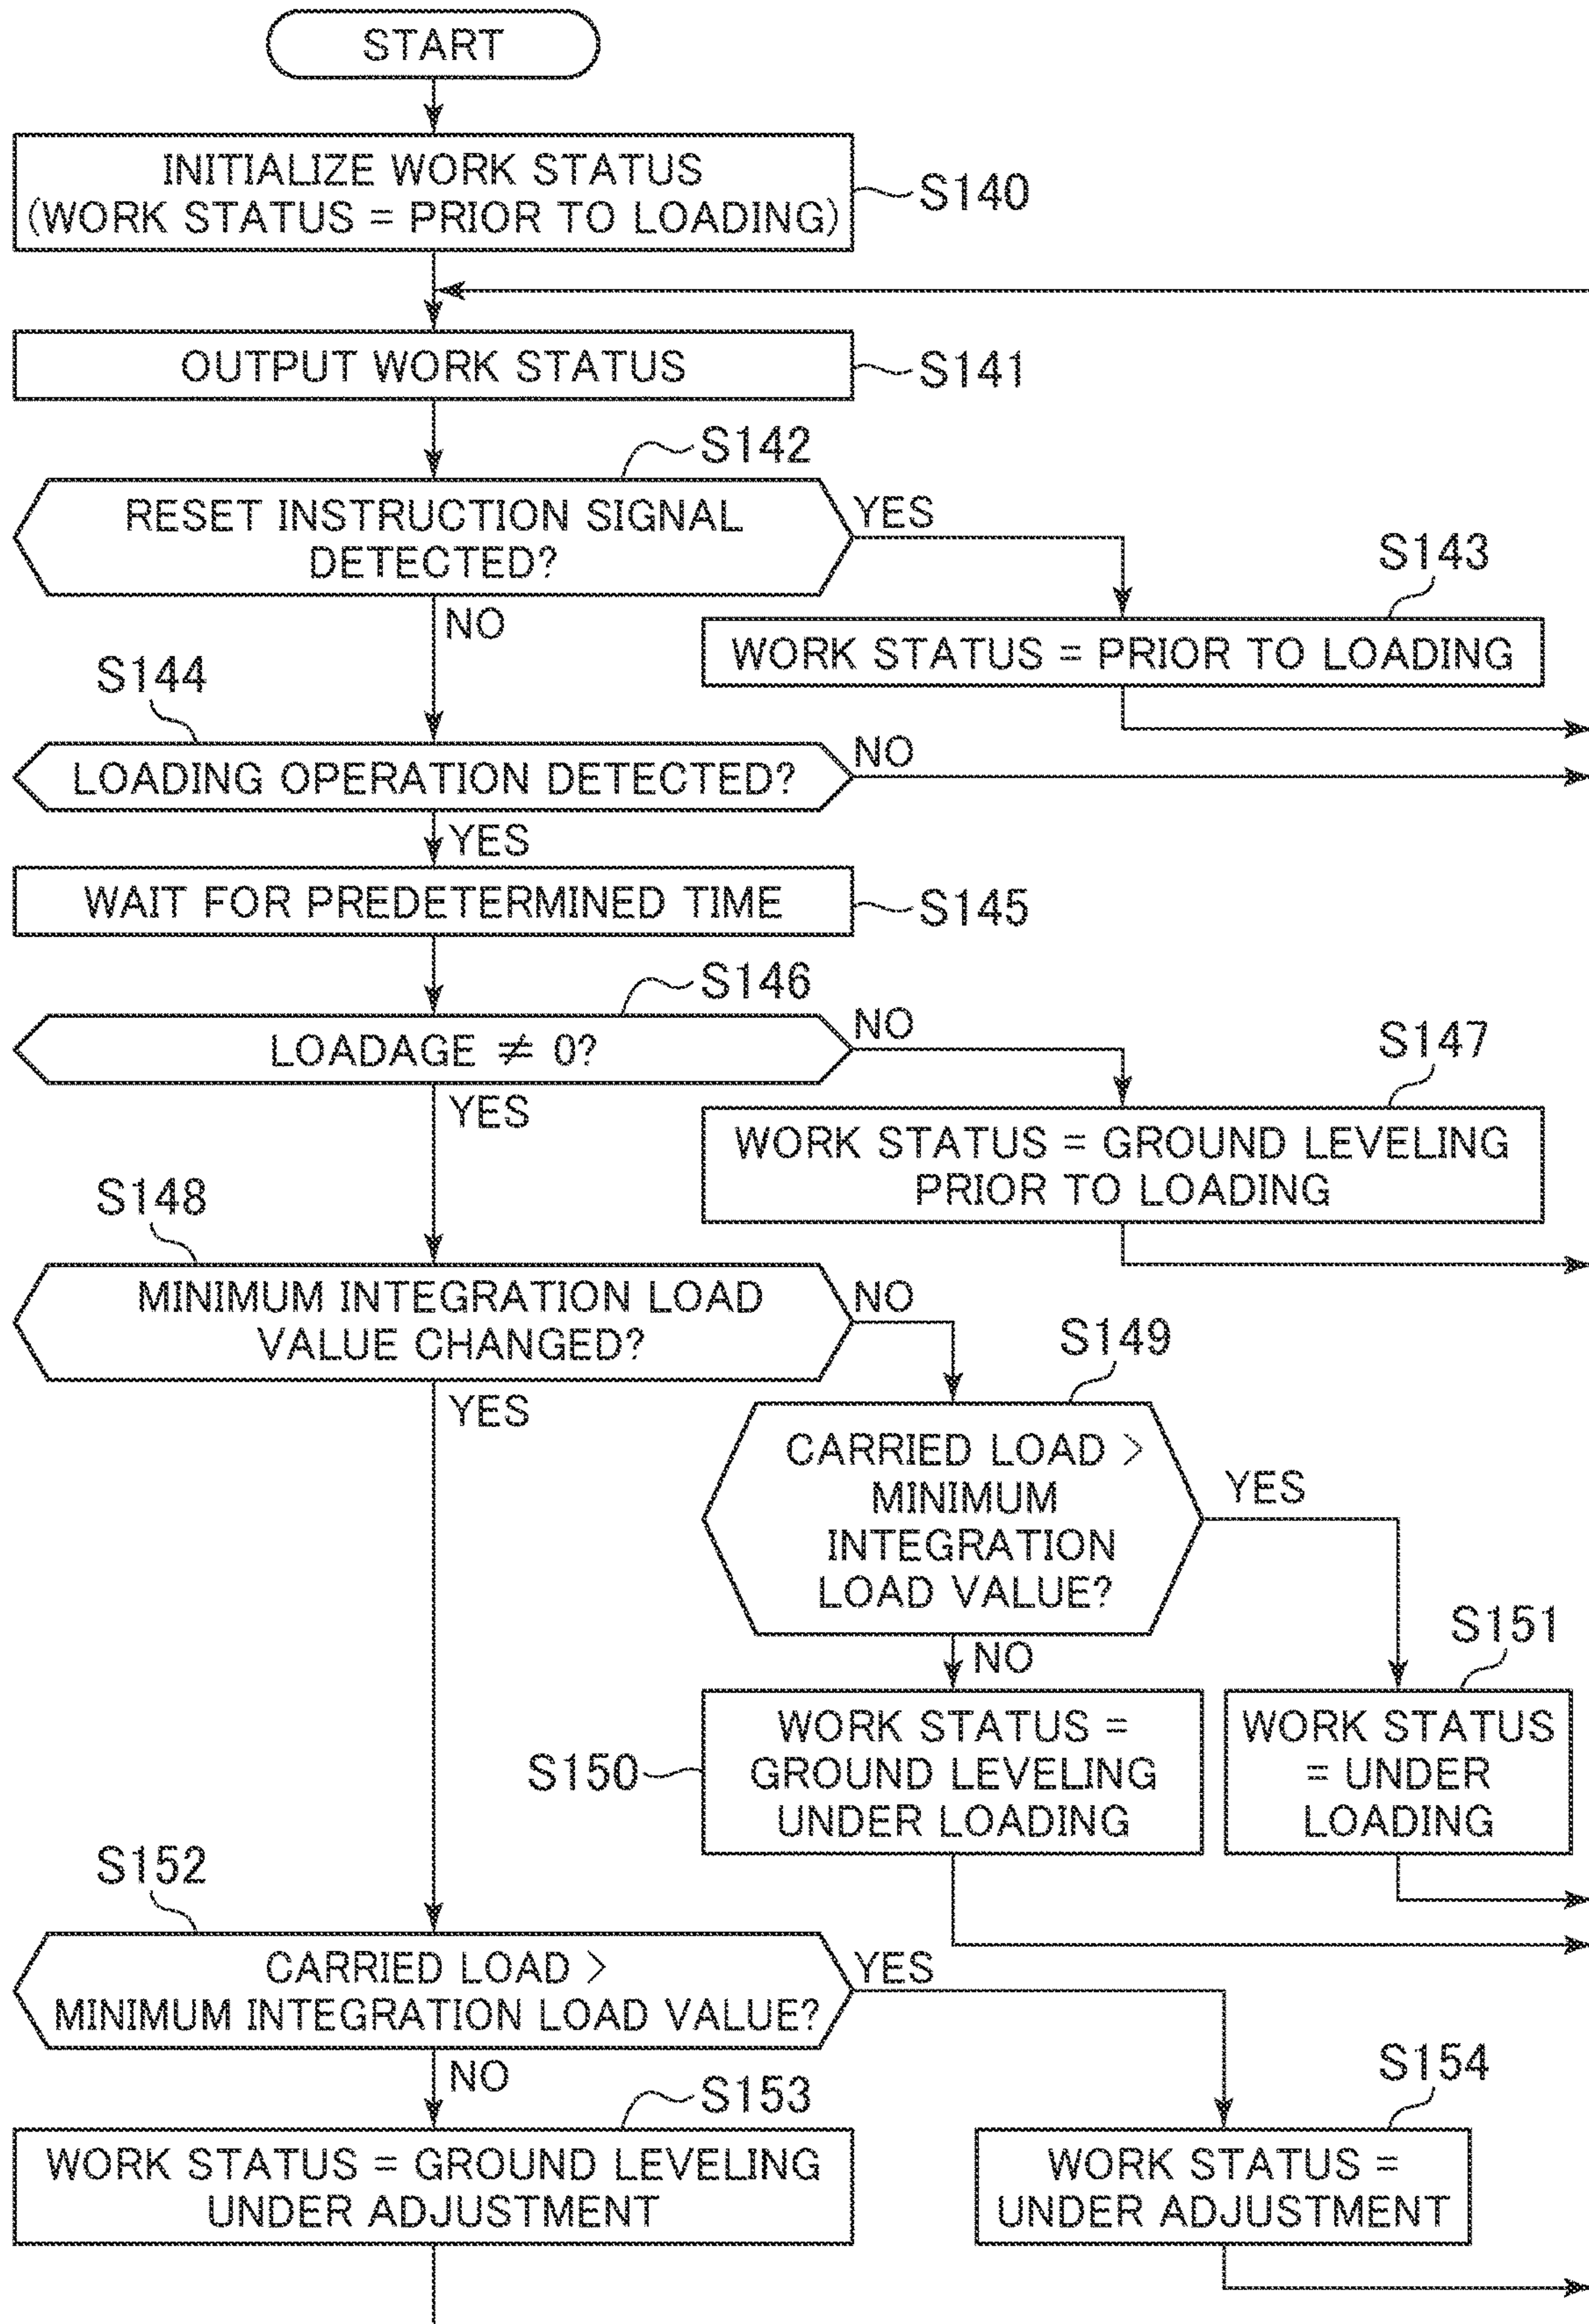 START
INITIALIZE WORK STATUS
(WORK STATUS = PRIOR TO LOADING)
S140
OUTPUT WORK STATUS
S141
S142
RESET INSTRUCTION SIGNAL
DETECTED?
YES
NO
S143
WORK STATUS = PRIOR TO LOADING
S144
LOADING OPERATION DETECTED?
NO
YES
WAIT FOR PREDETERMINED TIME
S145
S146
LOADAGE ≠ 0?
NO
YES
S147
WORK STATUS = GROUND LEVELING
PRIOR TO LOADING
S148
MINIMUM INTEGRATION LOAD
VALUE CHANGED?
NO
YES
S149
CARRIED LOAD >
MINIMUM
INTEGRATION
LOAD VALUE?
YES
NO
S150
WORK STATUS =
GROUND LEVELING
UNDER LOADING
S151
WORK STATUS
= UNDER
LOADING
S152
CARRIED LOAD >
MINIMUM INTEGRATION LOAD VALUE?
YES
NO
S153
WORK STATUS = GROUND LEVELING
UNDER ADJUSTMENT
S154
WORK STATUS =
UNDER ADJUSTMENT